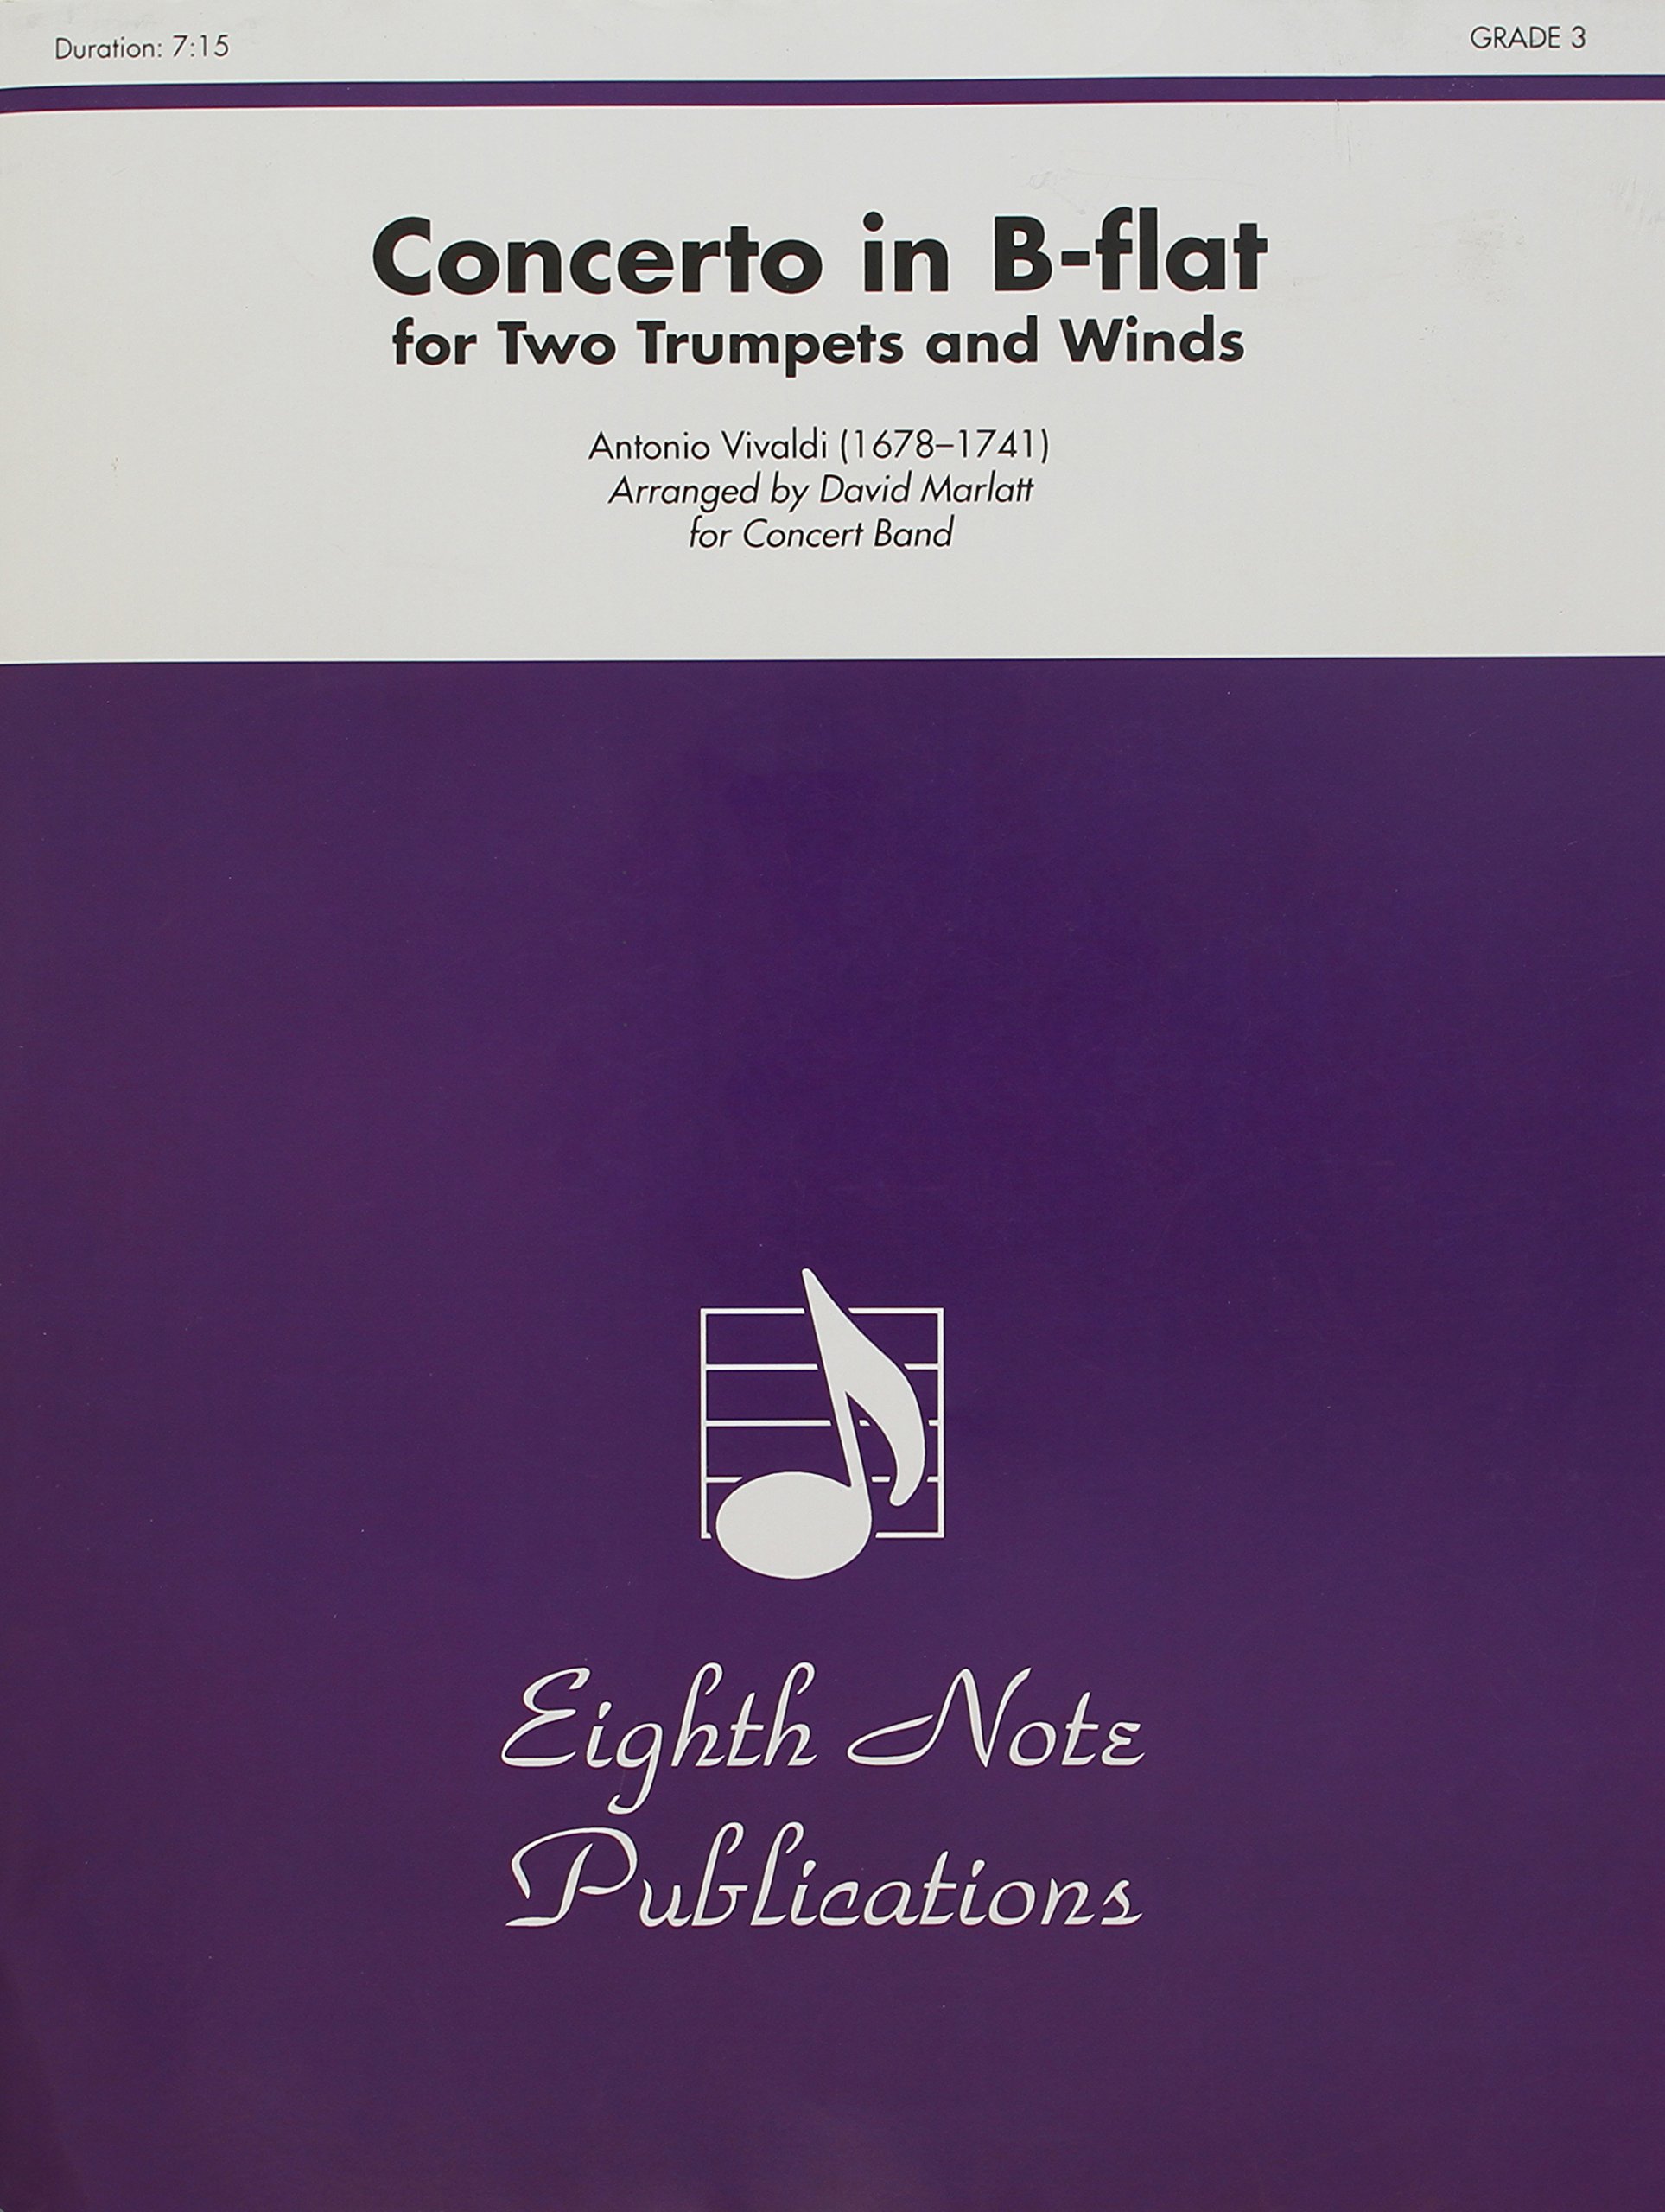 Duration: 7:15
GRADE 3
Concerto in B-flat
for Two Trumpets and Winds
Antonio Vivaldi (1678–1741)
Arranged by David Marlatt
for Concert Band
Eighth Note
Publications